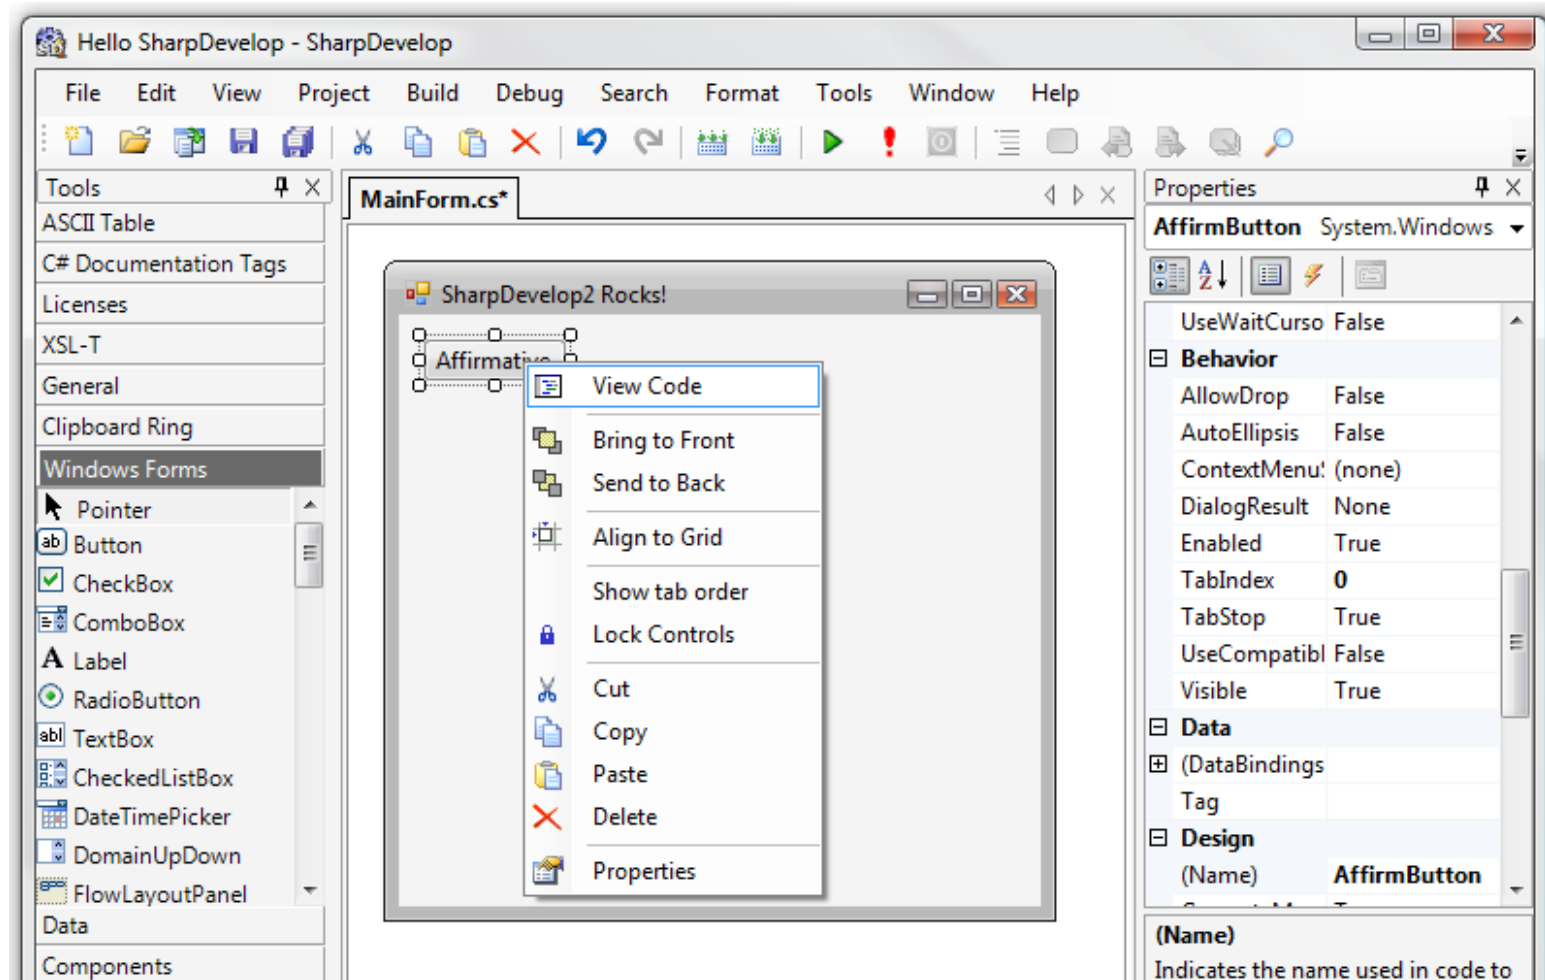 Hello SharpDevelop - SharpDevelop
File Edit View Project Build Debug Search Format Tools Window Help
Tools
ASCII Table
C# Documentation Tags
Licenses
XSL-T
General
Clipboard Ring
Windows Forms
Pointer
ab Button
CheckBox
ComboBox
A Label
RadioButton
abl TextBox
CheckedListBox
DateTimePicker
DomainUpDown
FlowLayoutPanel
Data
Components
MainForm.cs*
SharpDevelop2 Rocks!
Affirmative
View Code
Bring to Front
Send to Back
Align to Grid
Show tab order
Lock Controls
Cut
Copy
Paste
Delete
Properties
Properties
AffirmButton System.Windows
A
Z
UseWaitCurso False
Behavior
AllowDrop False
AutoEllipsis False
ContextMenu (none)
DialogResult None
Enabled True
TabIndex 0
TabStop True
UseCompatibl False
Visible True
Data
(DataBindings
Tag
Design
(Name) AffirmButton
(Name)
Indicates the name used in code to